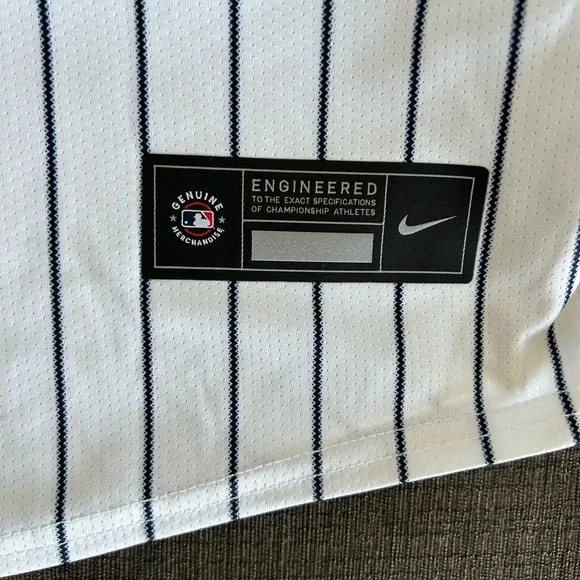 GENUINE
MERCHANDISE
ENGINEERED
TO THE EXACT SPECIFICATIONS
OF CHAMPIONSHIP ATHLETES